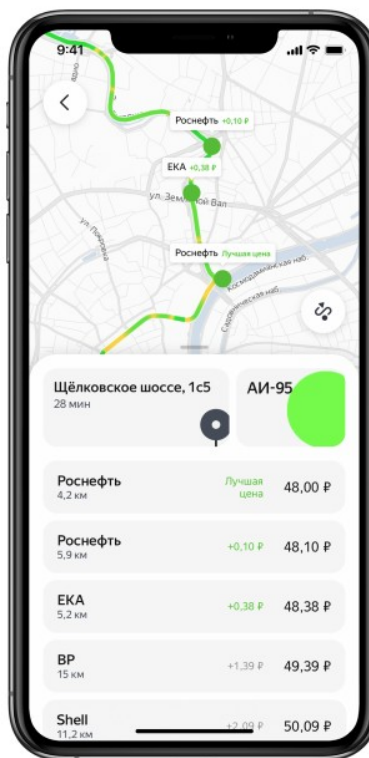 9:41
Роснефть +0,10 ₽
ЕКА +0,38 ₽
ул. Земляной Вал
ул. Покровка
Роснефть Лучшая цена
Космодамианская наб.
Садовническая наб.
Щёлковское шоссе, 1с5
28 мин
АИ-95
Роснефть
4,2 км
Лучшая
цена
48,00 ₽
Роснефть
5,9 км
+0,10 ₽
48,10 ₽
ЕКА
5,2 км
+0,38 ₽
48,38 ₽
BP
15 км
+1,39 ₽
49,39 ₽
Shell
11,2 км
+2,09 ₽
50,09 ₽